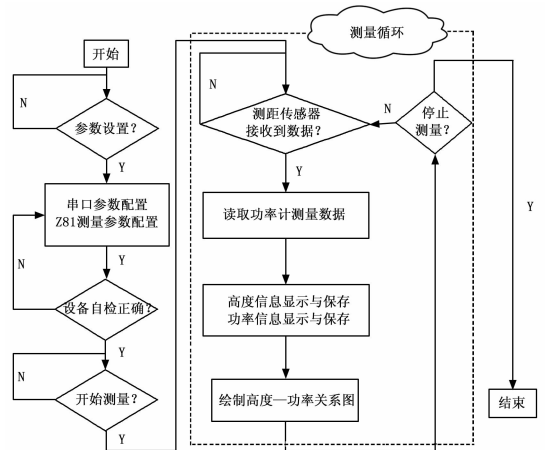 开始
N
参数设置？
Y
串口参数配置
Z81测量参数配置
Y
N
设备自检正确？
Y
N
开始测量？
Y
测量循环
N
测距传感器
接收到数据？
N
停止
测量？
Y
读取功率计测量数据
Y
高度信息显示与保存
功率信息显示与保存
绘制高度—功率关系图
结束